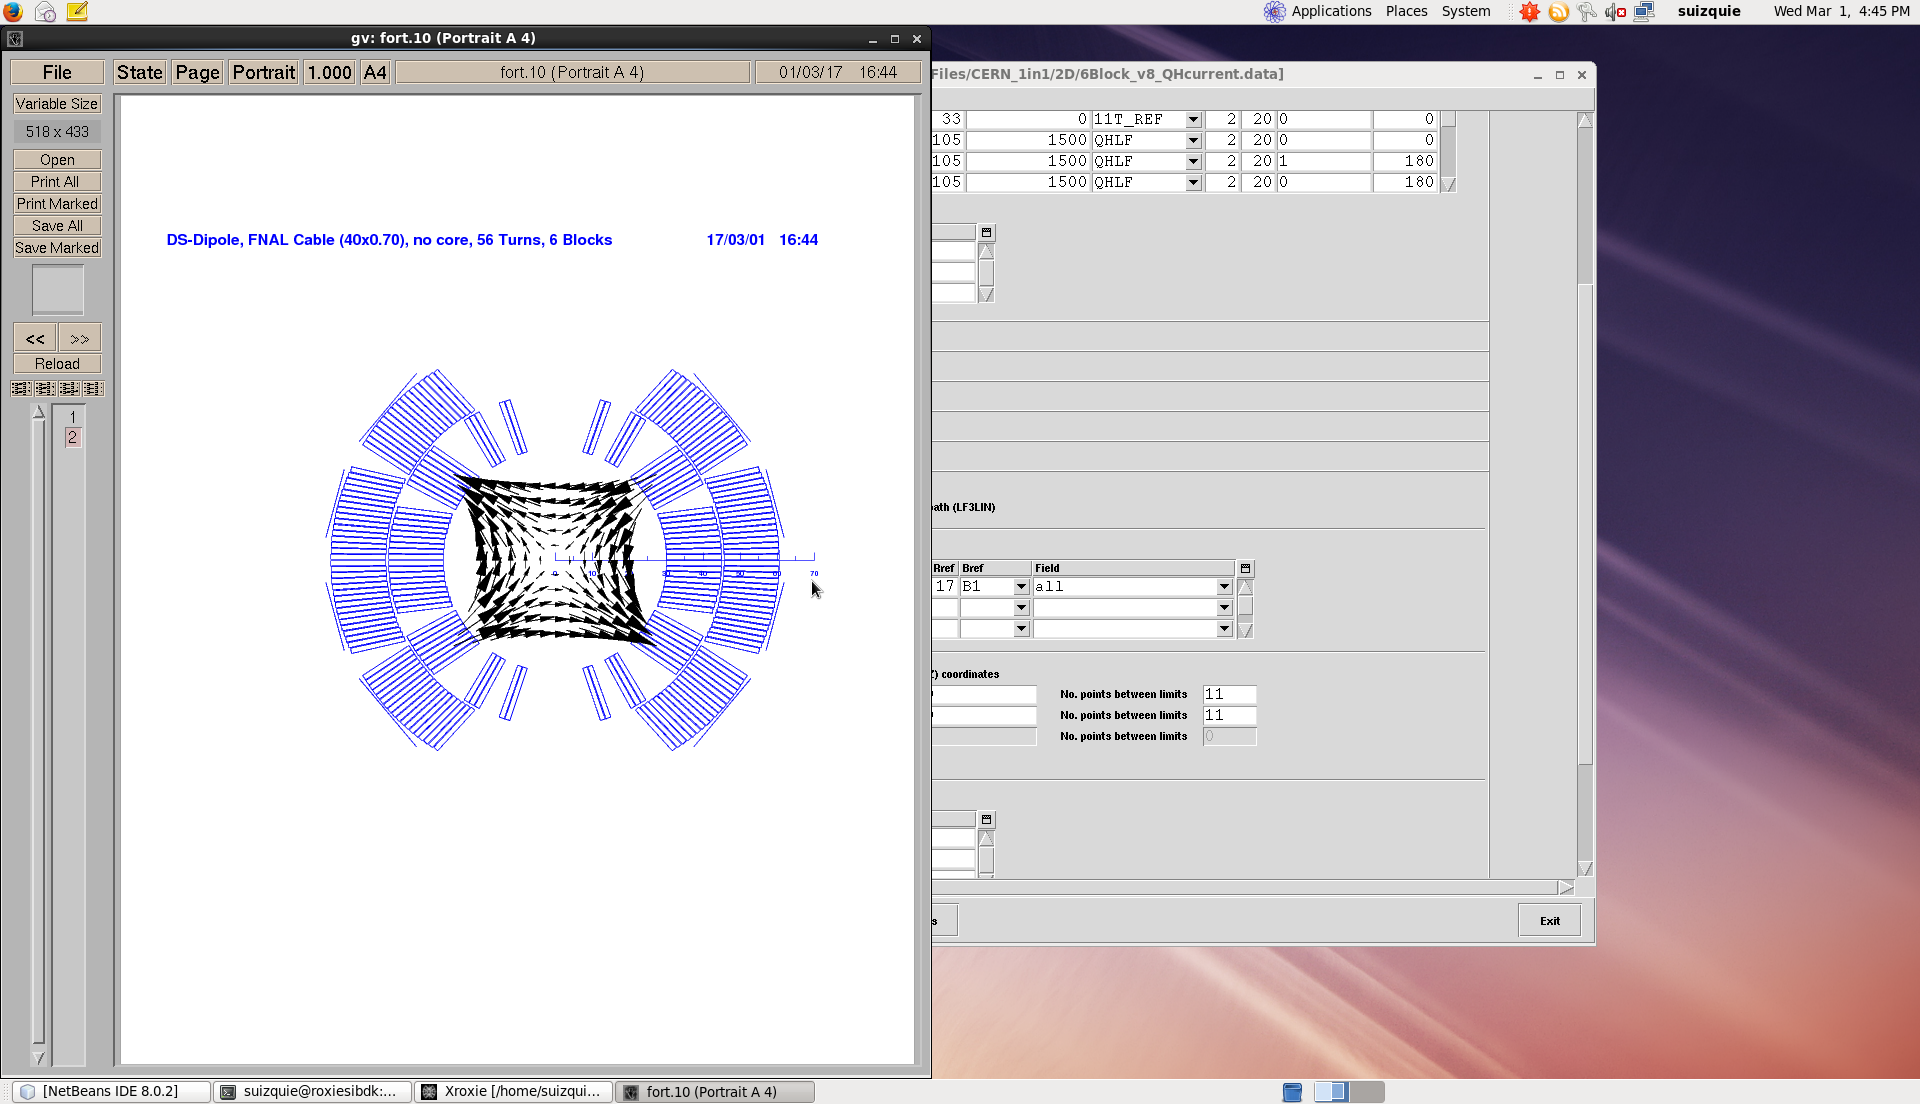 Applications Places System suizquie Wed Mar 1, 4:45 PM
gv: fort.10 (Portrait A 4)
File State Page Portrait 1.000 A4 fort.10 (Portrait A 4) 01/03/17 16:44
Variable Size
518 x 433
Open
Print All
Print Marked
Save All
Save Marked
<< >>
Reload
1
2
DS-Dipole, FNAL Cable (40x0.70), no core, 56 Turns, 6 Blocks 17/03/01 16:44
0 10 30 40 50 60 70
Files/CERN_1in1/2D/6Block_v8_QHcurrent.data]
33 0 11T_REF 2 20 0 0
105 1500 QHLF 2 20 0 0
105 1500 QHLF 2 20 1 180
105 1500 QHLF 2 20 0 180
ath (LF3LIN)
Rref Bref Field
17 B1 all
) coordinates
No. points between limits 11
No. points between limits 11
No. points between limits 0
s Exit
[NetBeans IDE 8.0.2] suizquie@roxiesibdk:... Xroxie [/home/suizqui... fort.10 (Portrait A 4)